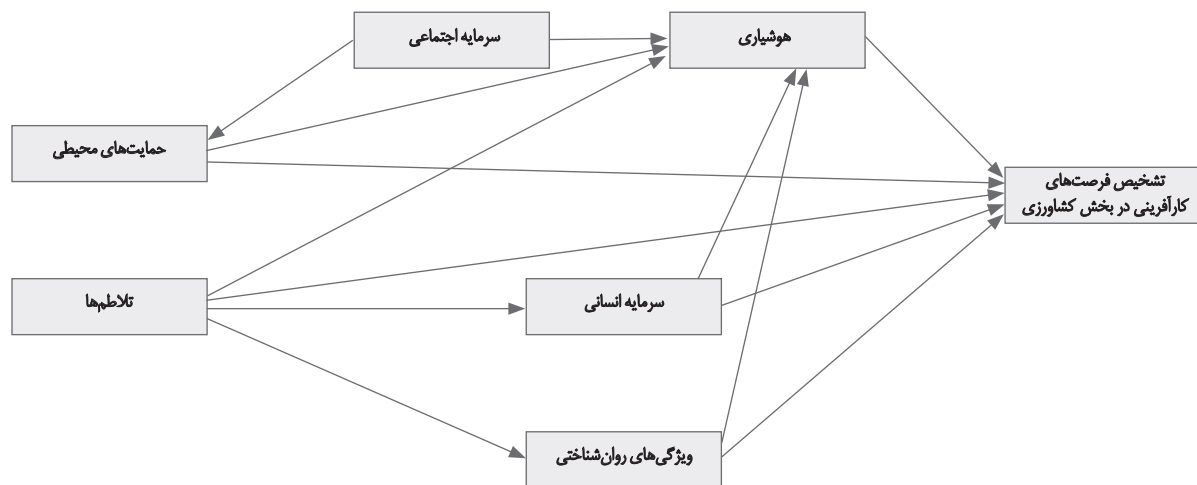 هوشیاری
سرمایه اجتماعی
حمایت‌های محیطی
تشخیص فرصت‌های
کارآفرینی در بخش کشاورزی
سرمایه انسانی
تلاطم‌ها
ویژگی‌های روان‌شناختی